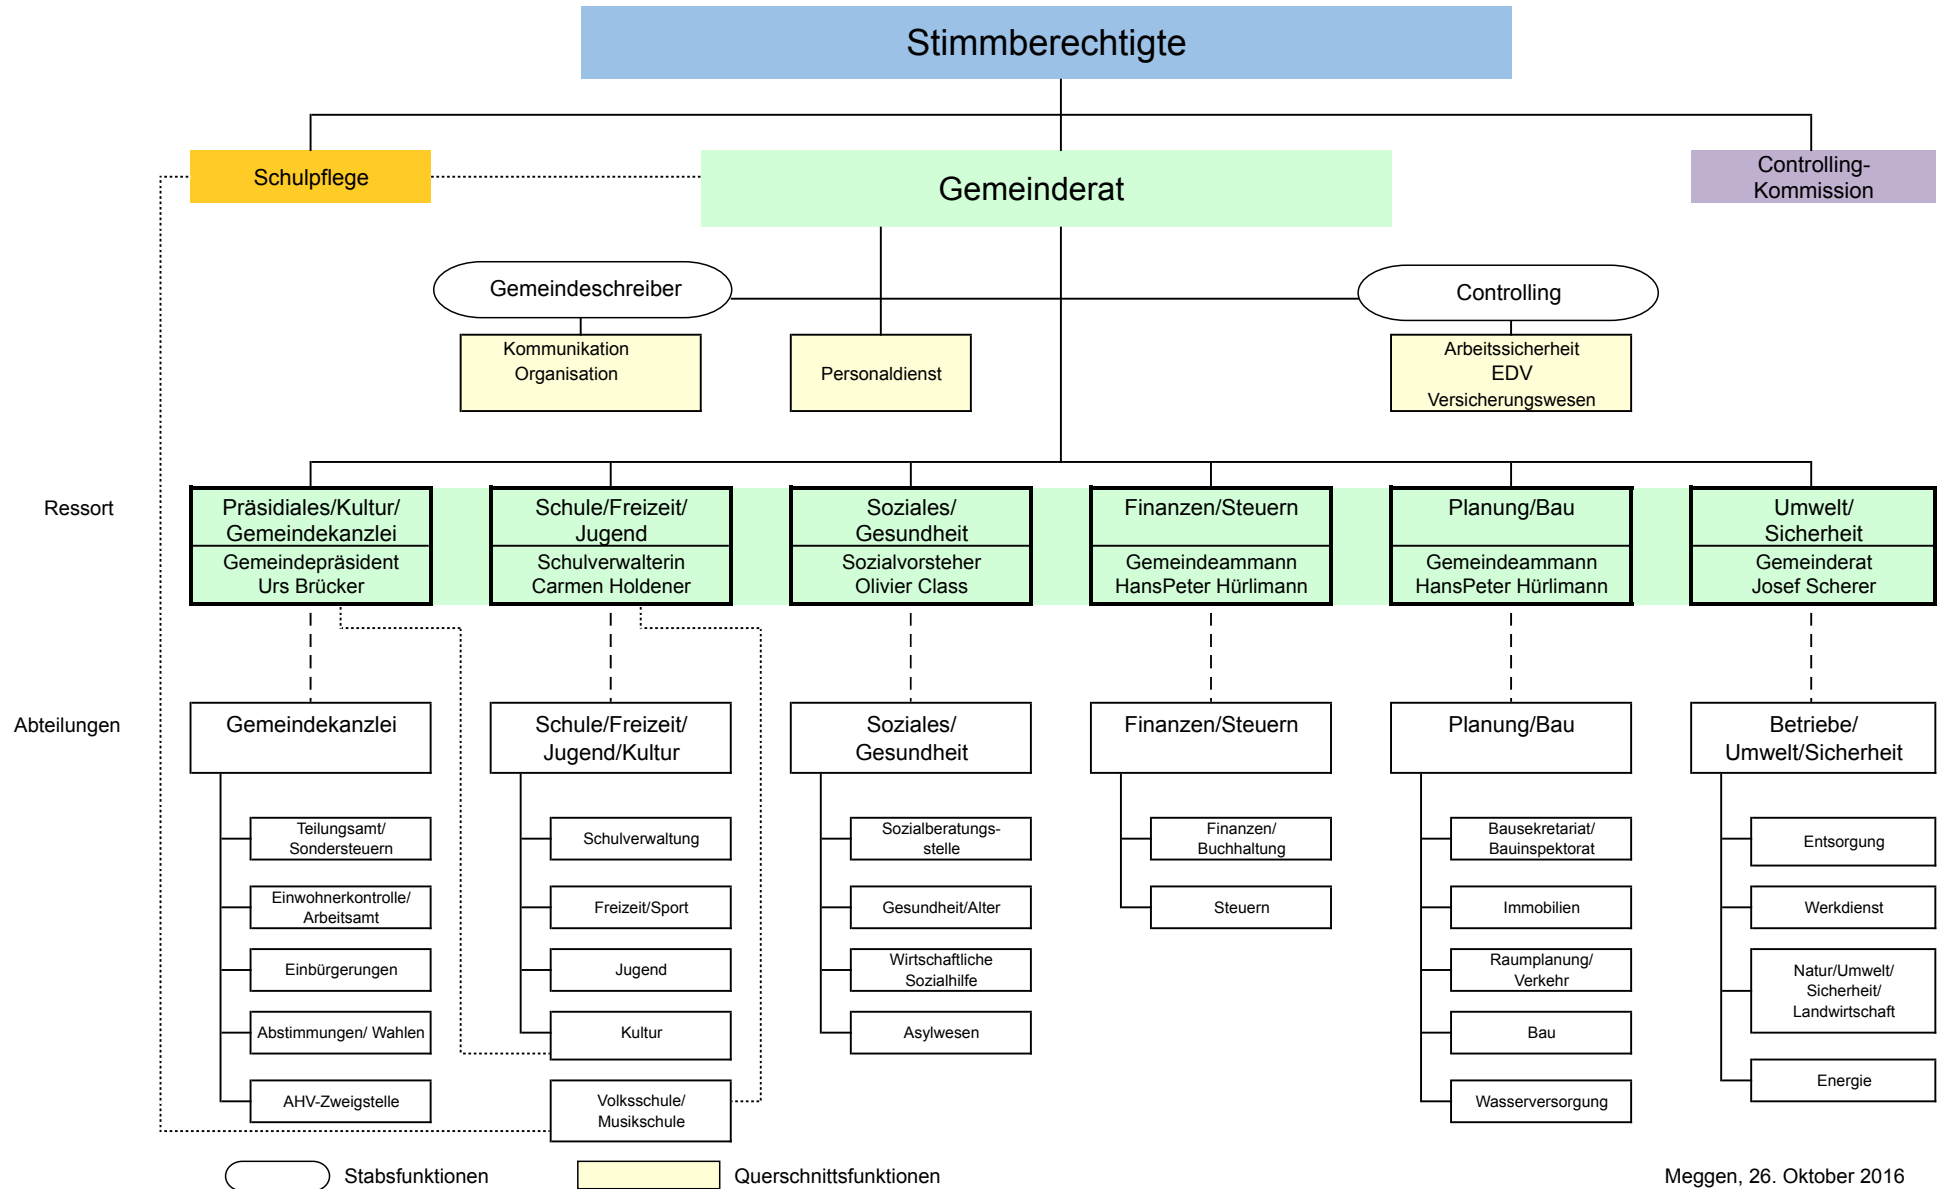 Stimmberechtigte
Schulpflege
Gemeinderat
Controlling-
Kommission
Gemeindeschreiber
Controlling
Kommunikation
Organisation
Personaldienst
Arbeitssicherheit
EDV
Versicherungswesen
Ressort
Präsidiales/Kultur/
Gemeindekanzlei
Gemeindepräsident
Urs Brücker
Schule/Freizeit/
Jugend
Schulverwalterin
Carmen Holdener
Soziales/
Gesundheit
Sozialvorsteher
Olivier Class
Finanzen/Steuern
Gemeindeammann
HansPeter Hürlimann
Planung/Bau
Gemeindeammann
HansPeter Hürlimann
Umwelt/
Sicherheit
Gemeinderat
Josef Scherer
Abteilungen
Gemeindekanzlei
Schule/Freizeit/
Jugend/Kultur
Soziales/
Gesundheit
Finanzen/Steuern
Planung/Bau
Betriebe/
Umwelt/Sicherheit
Teilungsamt/
Sondersteuern
Einwohnerkontrolle/
Arbeitsamt
Einbürgerungen
Abstimmungen/ Wahlen
AHV-Zweigstelle
Schulverwaltung
Freizeit/Sport
Jugend
Kultur
Volksschule/
Musikschule
Sozialberatungs-
stelle
Gesundheit/Alter
Wirtschaftliche
Sozialhilfe
Asylwesen
Finanzen/
Buchhaltung
Steuern
Bausekretariat/
Bauinspektorat
Immobilien
Raumplanung/
Verkehr
Bau
Wasserversorgung
Entsorgung
Werkdienst
Natur/Umwelt/
Sicherheit/
Landwirtschaft
Energie
Stabsfunktionen
Querschnittsfunktionen
Meggen, 26. Oktober 2016